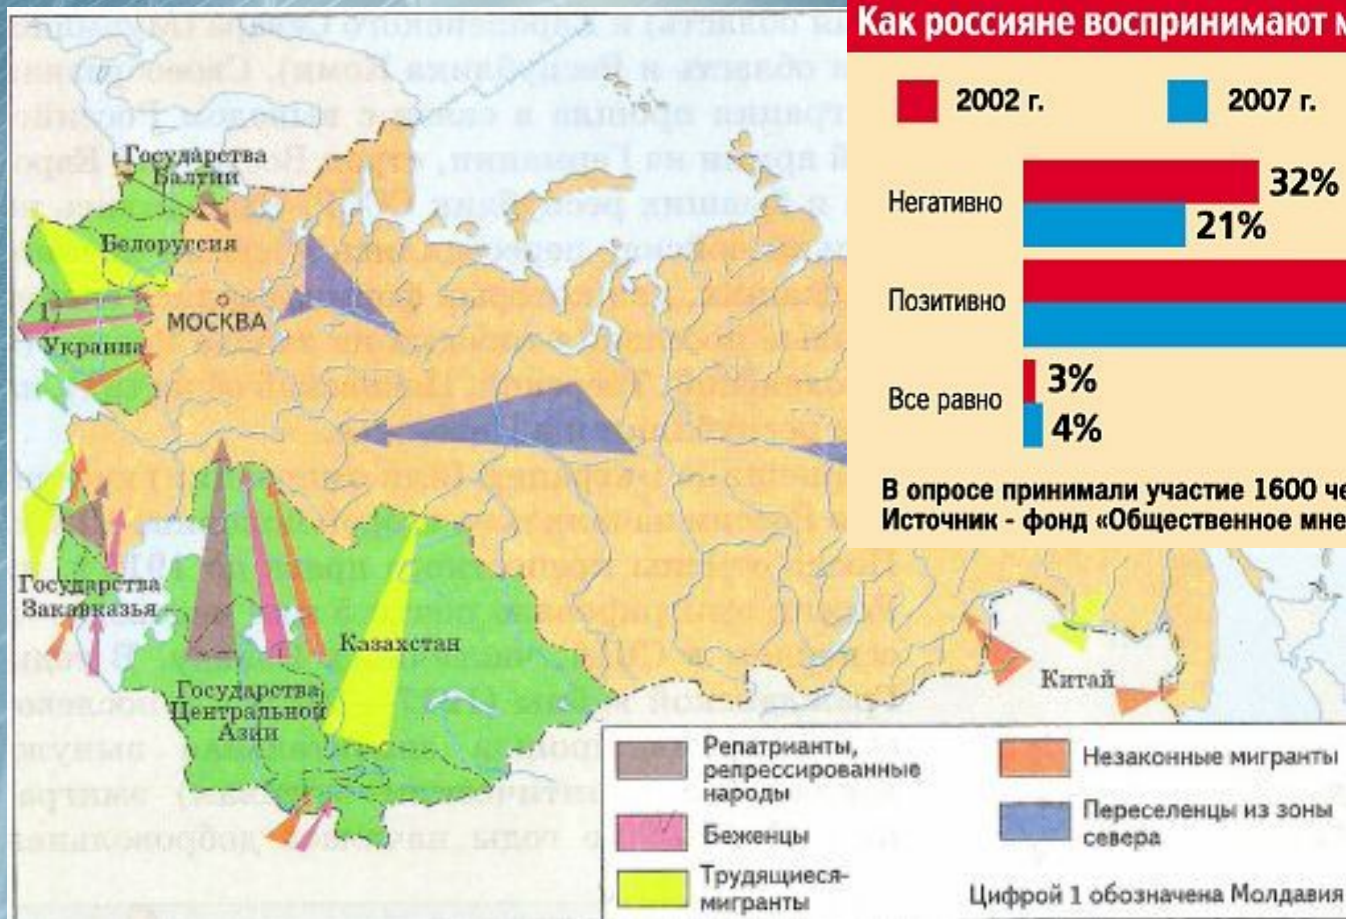 Государства
Балтии
Белоруссия
МОСКВА
1
Украина
Государства
Закавказья
Казахстан
Государства
Центральной
Азии
Китай
Репатрианты,
репрессированные
народы
Беженцы
Трудящиеся-
мигранты
Незаконные мигранты
Переселенцы из зоны
севера
Цифрой 1 обозначена Молдавия
Как россияне воспринимают м
2002 г.
2007 г.
Негативно
32%
21%
Позитивно
Все равно
3%
4%
В опросе принимали участие 1600 че
Источник - фонд «Общественное мне